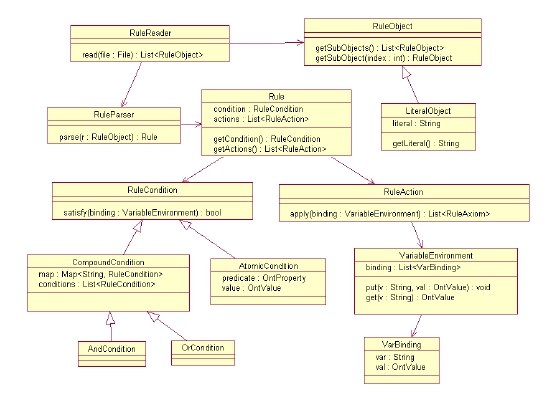 RuleReader
read(file : File) : List<RuleObject>
RuleObject
getSubObjects() : List<RuleObject>
getSubObject(index : int) : RuleObject
RuleParser
parse(r : RuleObject) : Rule
Rule
condition : RuleCondition
actions : List<RuleAction>
getCondition() : RuleCondition
getActions() : List<RuleAction>
LiteralObject
literal : String
getLiteral() : String
RuleCondition
satisfy(binding : VariableEnvironment) : bool
RuleAction
apply(binding : VariableEnvironment) : List<RuleAxiom>
CompoundCondition
map : Map<String, RuleCondition>
conditions : List<RuleCondition>
AtomicCondition
predicate : OntProperty
value : OntValue
VariableEnvironment
binding : List<VarBinding>
put(v : String, val : OntValue) : void
get(v : String) : OntValue
AndCondition
OrCondition
VarBinding
var : String
val : OntValue